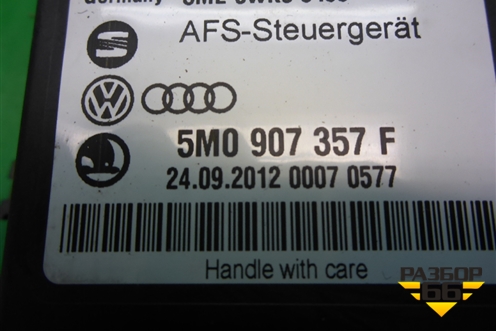 AFS-Steuergerät
5M0 907 357 F
24.09.2012 0007 0577
Handle with care
РАЗБОР
66